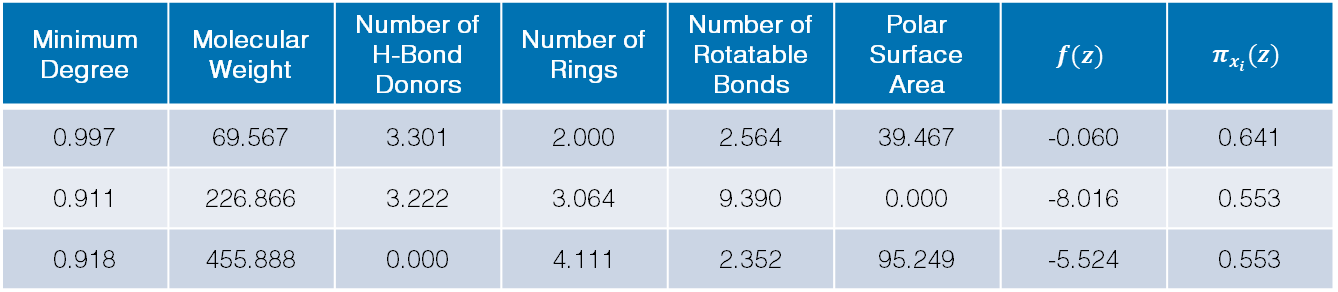 Minimum Degree Molecular Weight Number of H-Bond Donors Number of Rings Number of Rotatable Bonds Polar Surface Area f(z) π_{x_i}(z)
0.997 69.567 3.301 2.000 2.564 39.467 -0.060 0.641
0.911 226.866 3.222 3.064 9.390 0.000 -8.016 0.553
0.918 455.888 0.000 4.111 2.352 95.249 -5.524 0.553